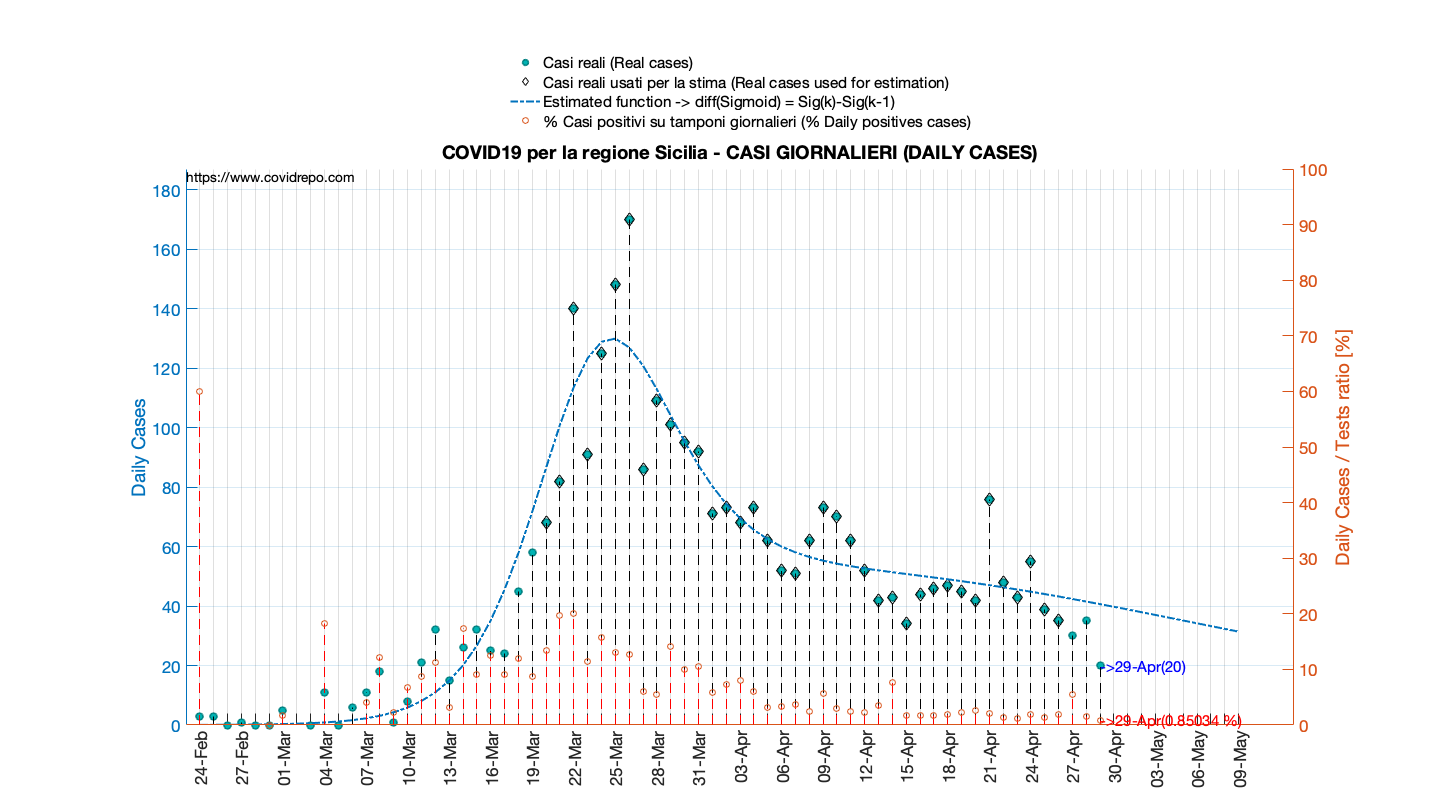 Casi reali (Real cases)
Casi reali usati per la stima (Real cases used for estimation)
Estimated function -> diff(Sigmoid) = Sig(k)-Sig(k-1)
% Casi positivi su tamponi giornalieri (% Daily positives cases)
COVID19 per la regione Sicilia - CASI GIORNALIERI (DAILY CASES)
https://www.covidrepo.com
180
160
140
120
100
80
60
40
20
0
Daily Cases
100
90
80
70
60
50
40
30
20
10
0
Daily Cases / Tests ratio [%]
>29-Apr(20)
>29-Apr(0.85034 %)
24-Feb
27-Feb
01-Mar
04-Mar
07-Mar
10-Mar
13-Mar
16-Mar
19-Mar
22-Mar
25-Mar
28-Mar
31-Mar
03-Apr
06-Apr
09-Apr
12-Apr
15-Apr
18-Apr
21-Apr
24-Apr
27-Apr
30-Apr
03-May
06-May
09-May